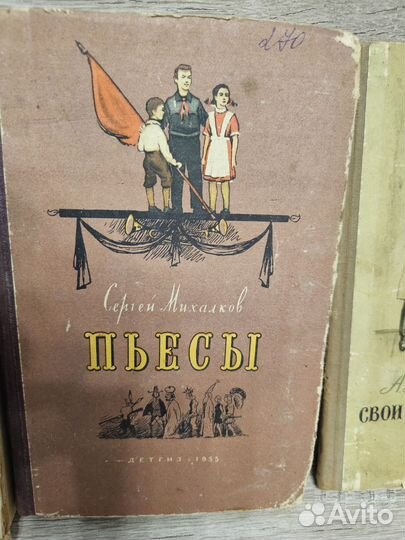 270
Сергей Михалков
ПЬЕСЫ
ДЕТГИЗ - 1955
А
СВОИ
Avito